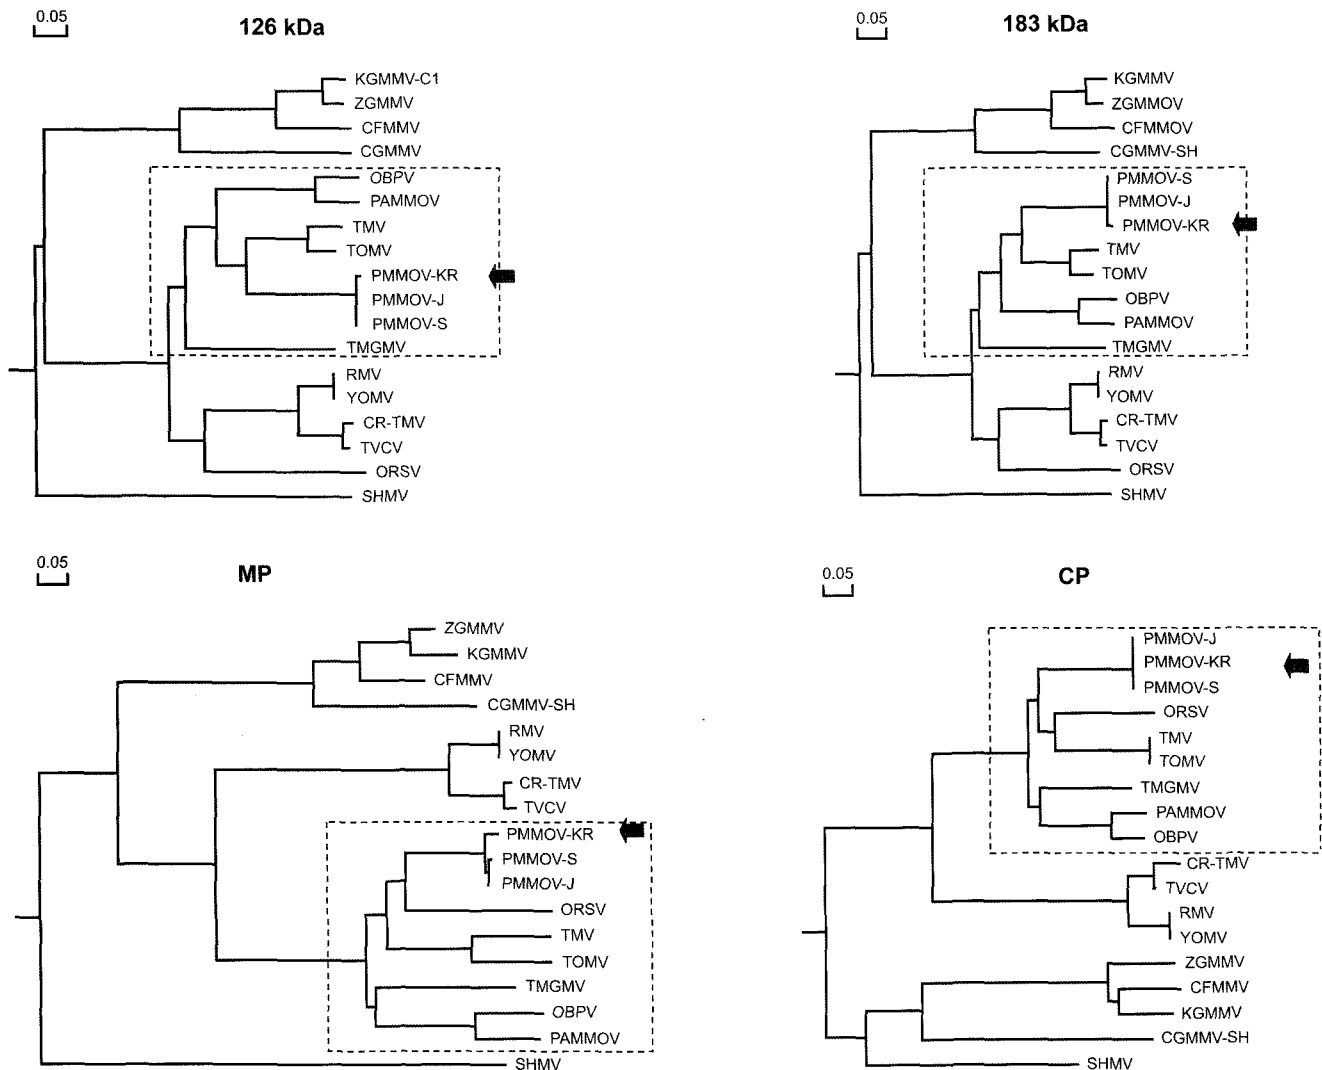 0.05
126 kDa
KGMMV-C1
ZGMMV
CFMMV
CGMMV
OBPV
PAMMOV
TMV
TOMV
PMMOV-KR
PMMOV-J
PMMOV-S
TMGMV
RMV
YOMV
CR-TMV
TVCV
ORSV
SHMV
0.05
183 kDa
KGMMV
ZGMMOV
CFMMOV
CGMMV-SH
PMMOV-S
PMMOV-J
PMMOV-KR
TMV
TOMV
OBPV
PAMMOV
TMGMV
RMV
YOMV
CR-TMV
TVCV
ORSV
SHMV
0.05
MP
ZGMMV
KGMMV
CFMMV
CGMMV-SH
RMV
YOMV
CR-TMV
TVCV
PMMOV-KR
PMMOV-S
PMMOV-J
ORSV
TMV
TOMV
TMGMV
OBPV
PAMMOV
SHMV
0.05
CP
PMMOV-J
PMMOV-KR
PMMOV-S
ORSV
TMV
TOMV
TMGMV
PAMMOV
OBPV
CR-TMV
TVCV
RMV
YOMV
ZGMMV
CFMMV
KGMMV
CGMMV-SH
SHMV